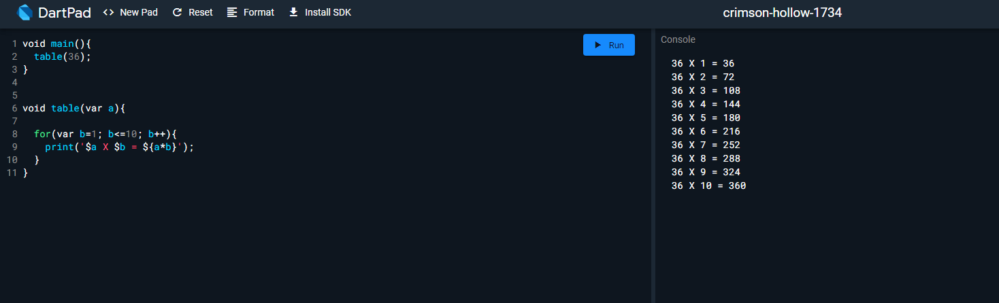 DartPad <> New Pad Reset Format Install SDK crimson-hollow-1734
1 void main(){
2   table(36);
3 }
4
5
6 void table(var a){
7
8   for(var b=1; b<=10; b++){
9     print('$a X $b = ${a*b}');
10   }
11 }
Run
Console
36 X 1 = 36
36 X 2 = 72
36 X 3 = 108
36 X 4 = 144
36 X 5 = 180
36 X 6 = 216
36 X 7 = 252
36 X 8 = 288
36 X 9 = 324
36 X 10 = 360